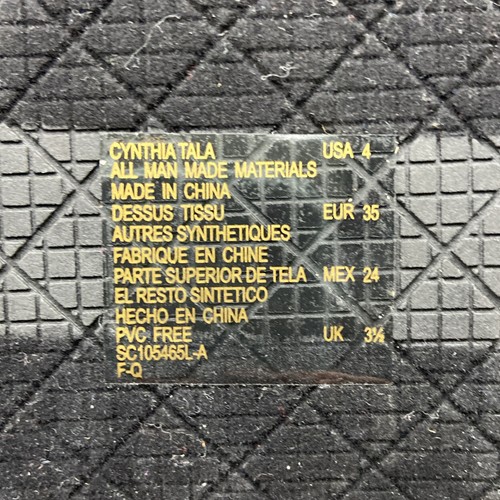 CYNTHIA TALA USA 4
ALL MAN MADE MATERIALS
MADE IN CHINA
DESSUS TISSU EUR 35
AUTRES SYNTHETIQUES
FABRIQUE EN CHINE
PARTE SUPERIOR DE TELA MEX 24
EL RESTO SINTETICO
HECHO EN CHINA
PVC FREE UK 3½
SC105465L-A
F-Q